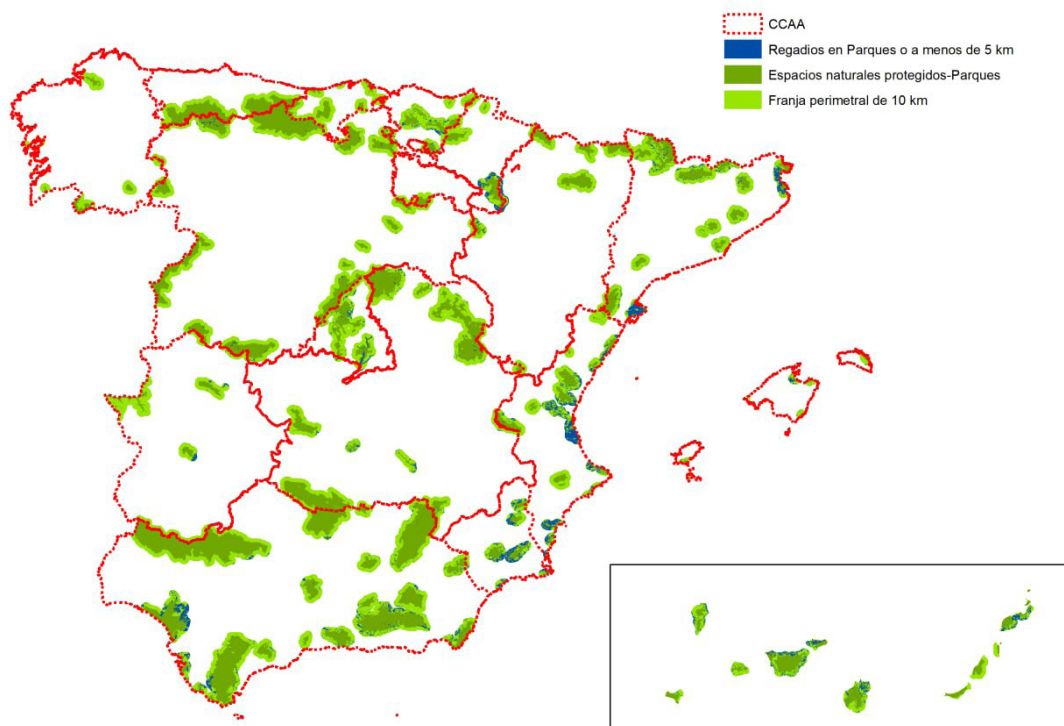 CCAA
Regadios en Parques o a menos de 5 km
Espacios naturales protegidos-Parques
Franja perimetral de 10 km